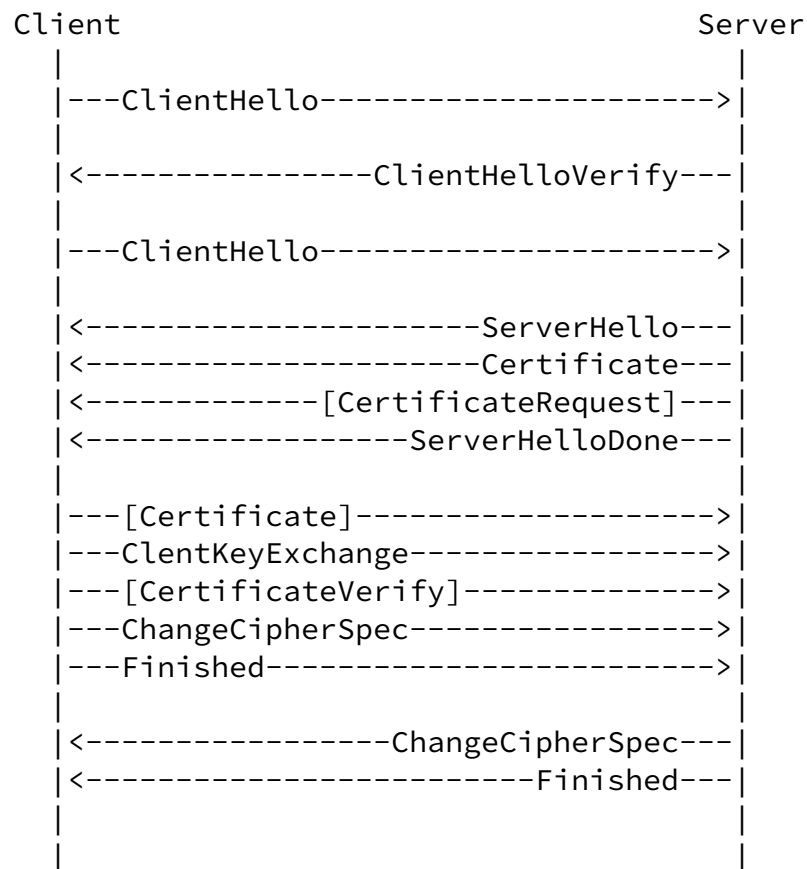 Client Server
|---ClientHello---------------------->|
|<----------------ClientHelloVerify---|
|---ClientHello---------------------->|
|<----------------------ServerHello---|
|<----------------------Certificate---|
|<-------------[CertificateRequest]---|
|<------------------ServerHelloDone---|
|---[Certificate]-------------------->|
|---ClentKeyExchange----------------->|
|---[CertificateVerify]-------------->|
|---ChangeCipherSpec----------------->|
|---Finished------------------------->|
|<-----------------ChangeCipherSpec---|
|<-------------------------Finished---|